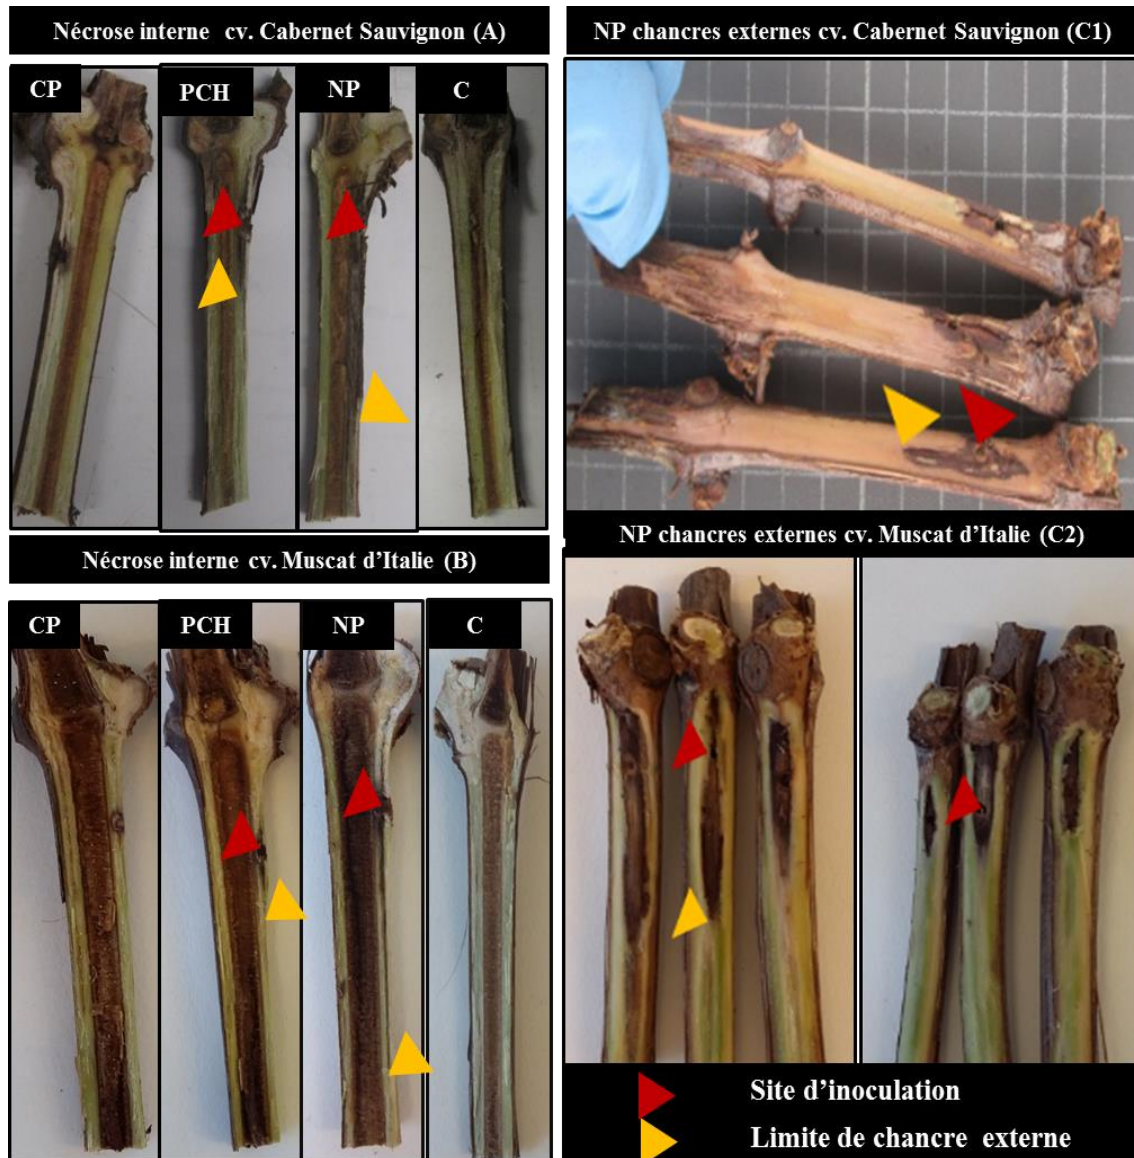 Nécrose interne cv. Cabernet Sauvignon (A)
CP
PCH
NP
C
Nécrose interne cv. Muscat d'Italie (B)
CP
PCH
NP
C
NP chancres externes cv. Cabernet Sauvignon (C1)
NP chancres externes cv. Muscat d'Italie (C2)
Site d'inoculation
Limite de chancre externe